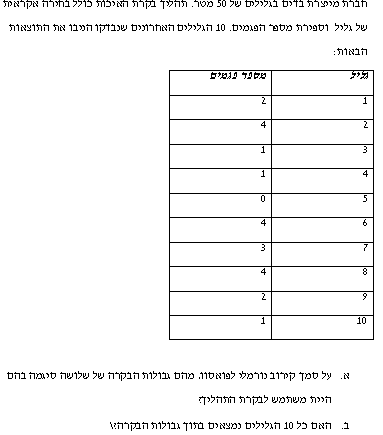 חברת מייצרת בדים בגלילים של 50 מטר. תהליך בקרת האיכות כולל בחירה אקראית
של גליל וספירת מספר הפגמים. 10 הגלילים האחרונים שנבדקו הניבו את התוצאות
הבאות:
גליל מספר פגמים
1 2
2 4
3 1
4 1
5 0
6 4
7 3
8 4
9 2
10 1
א. על סמך קירוב נורמלי לפואסון, מהם גבולות הבקרה של שלושה סיגמה בהם
היית משתמש לבקרת התהליך?
ב. האם כל 10 הגלילים נמצאים בתוך גבולות הבקרה?\